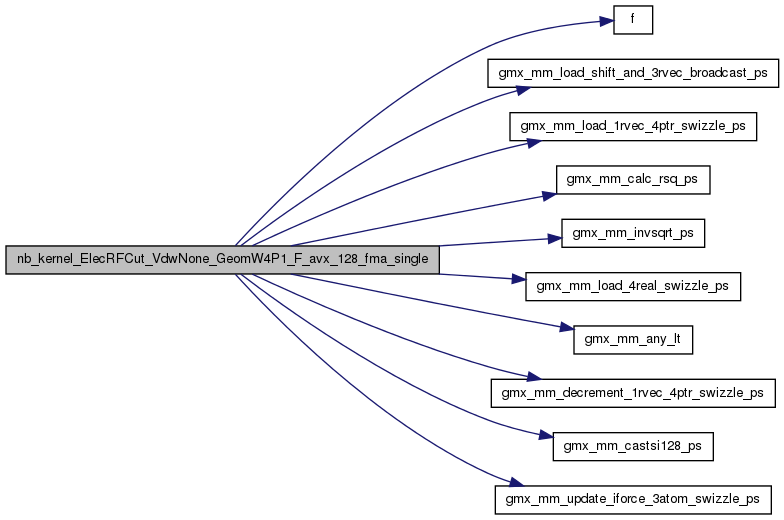 f
gmx_mm_load_shift_and_3rvec_broadcast_ps
gmx_mm_load_1rvec_4ptr_swizzle_ps
gmx_mm_calc_rsq_ps
gmx_mm_invsqrt_ps
nb_kernel_ElecRFCut_VdwNone_GeomW4P1_F_avx_128_fma_single
gmx_mm_load_4real_swizzle_ps
gmx_mm_any_lt
gmx_mm_decrement_1rvec_4ptr_swizzle_ps
gmx_mm_castsi128_ps
gmx_mm_update_iforce_3atom_swizzle_ps